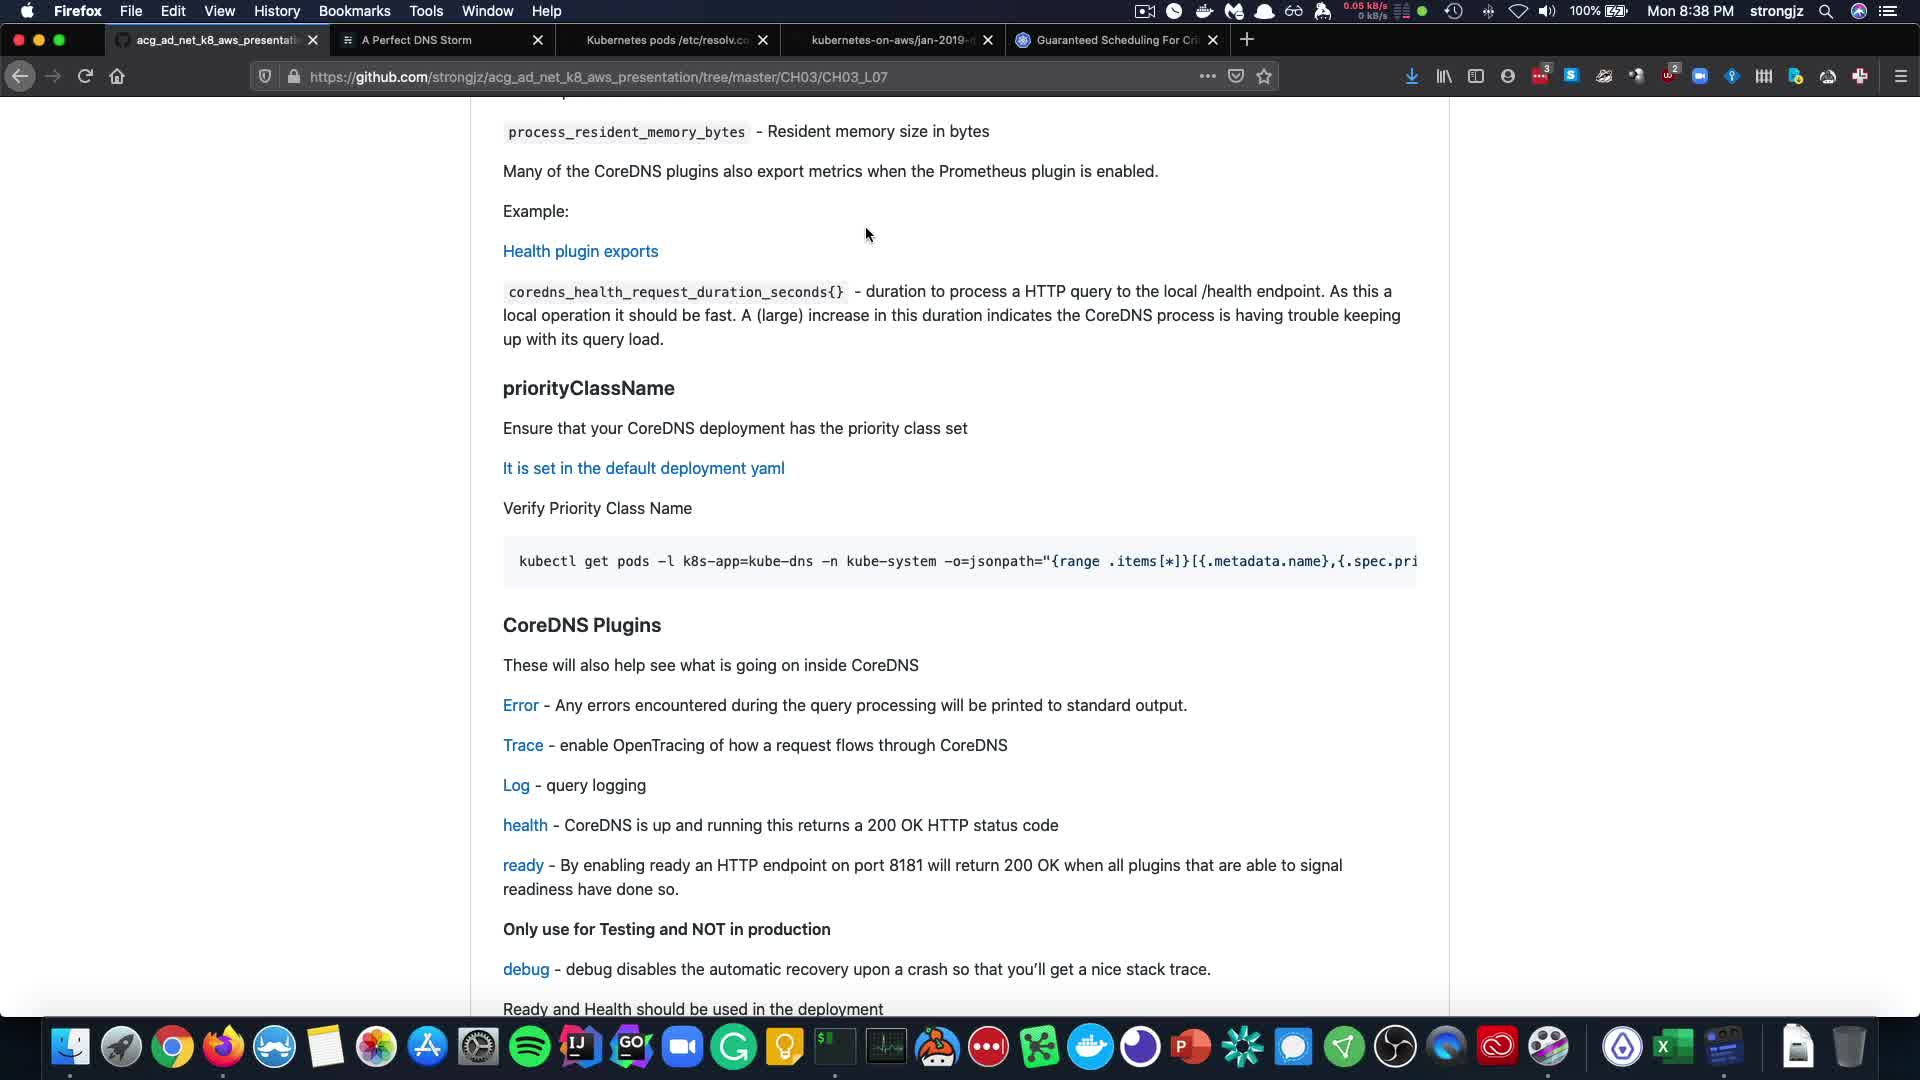 Firefox File Edit View History Bookmarks Tools Window Help 0.05 kB/s 0 kB/s 100% Mon 8:38 PM strongjz
acg_ad_net_k8_aws_presentati A Perfect DNS Storm Kubernetes pods /etc/resolv.co kubernetes-on-aws/jan-2019- Guaranteed Scheduling For Cri
https://github.com/strongjz/acg_ad_net_k8_aws_presentation/tree/master/CH03/CH03_L07
process_resident_memory_bytes - Resident memory size in bytes
Many of the CoreDNS plugins also export metrics when the Prometheus plugin is enabled.
Example:
Health plugin exports
coredns_health_request_duration_seconds{} - duration to process a HTTP query to the local /health endpoint. As this a
local operation it should be fast. A (large) increase in this duration indicates the CoreDNS process is having trouble keeping
up with its query load.
priorityClassName
Ensure that your CoreDNS deployment has the priority class set
It is set in the default deployment yaml
Verify Priority Class Name
kubectl get pods -l k8s-app=kube-dns -n kube-system -o=jsonpath="{range .items[*]}[{.metadata.name},{.spec.pri
CoreDNS Plugins
These will also help see what is going on inside CoreDNS
Error - Any errors encountered during the query processing will be printed to standard output.
Trace - enable OpenTracing of how a request flows through CoreDNS
Log - query logging
health - CoreDNS is up and running this returns a 200 OK HTTP status code
ready - By enabling ready an HTTP endpoint on port 8181 will return 200 OK when all plugins that are able to signal
readiness have done so.
Only use for Testing and NOT in production
debug - debug disables the automatic recovery upon a crash so that you'll get a nice stack trace.
Ready and Health should be used in the deployment